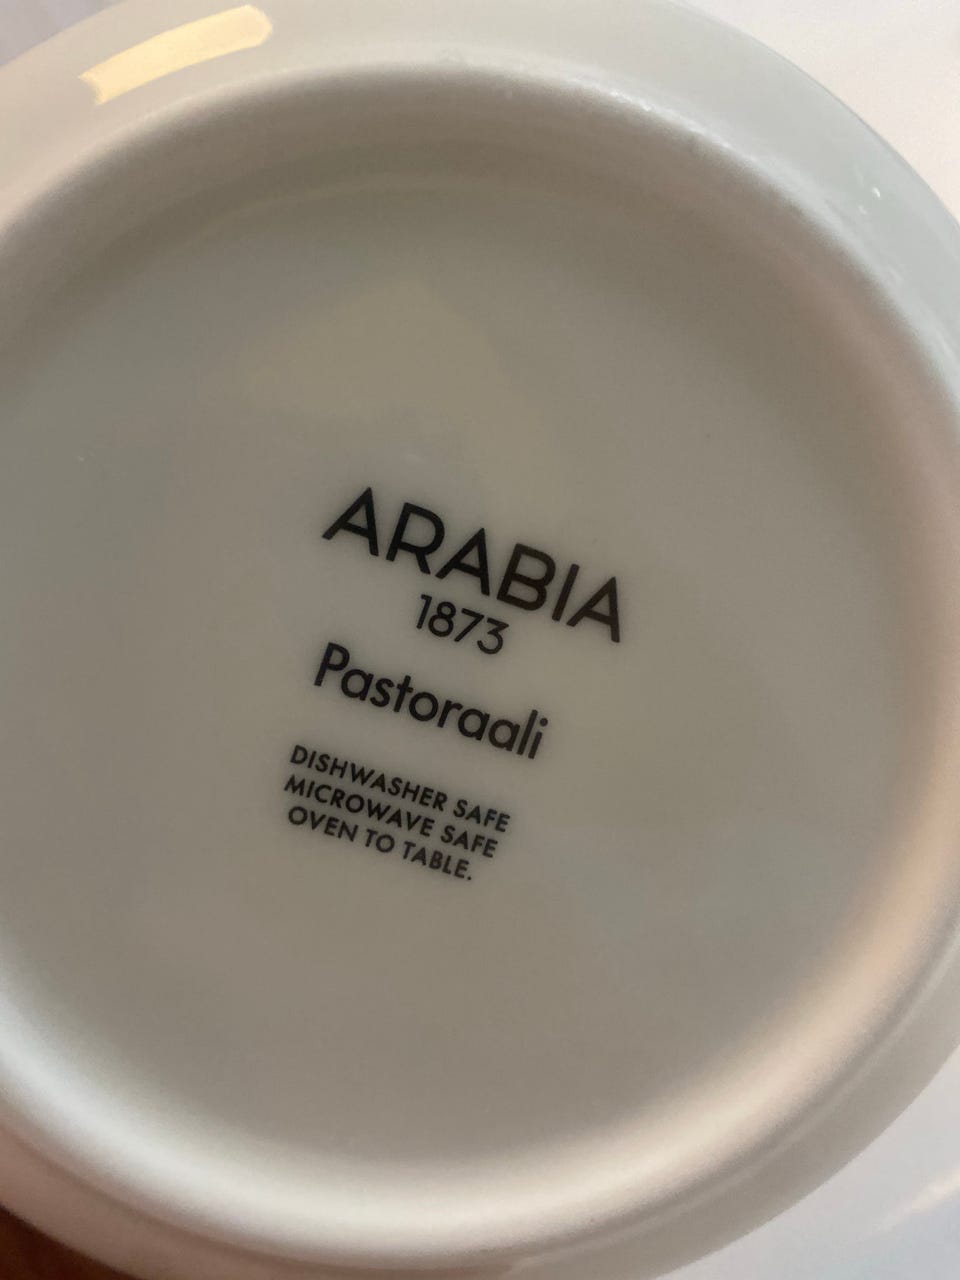 ARABIA
1873
Pastoraali
DISHWASHER SAFE
MICROWAVE SAFE
OVEN TO TABLE.